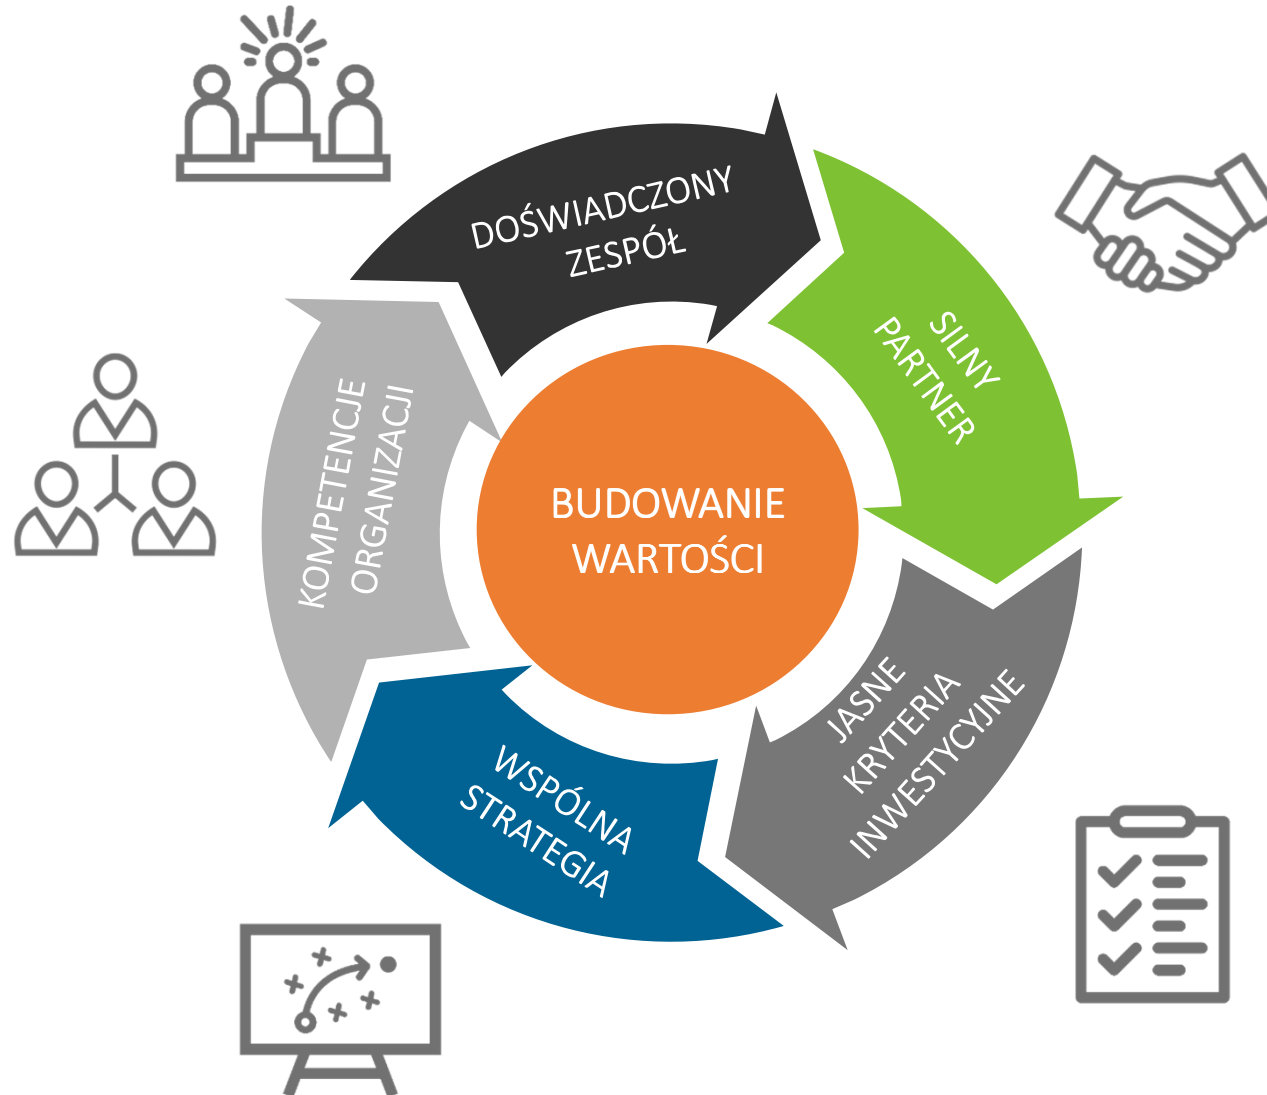 DOŚWIADCZONY
ZESPÓŁ
SILNY
PARTNER
JASNE
KRYTERIA
INWESTYCYJNE
WSPÓLNA
STRATEGIA
KOMPETENCJE
ORGANIZACJI
BUDOWANIE
WARTOŚCI